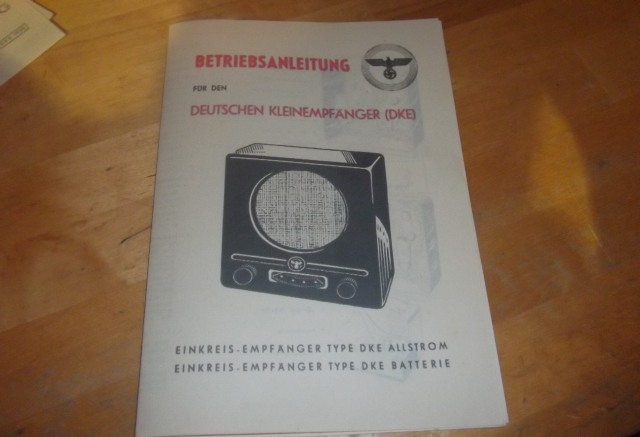 BETRIEBSANLEITUNG
FÜR DEN
DEUTSCHEN KLEINEMPFÄNGER (DKE)
EINKREIS-EMPFÄNGER TYPE DKE ALLSTROM
EINKREIS-EMPFÄNGER TYPE DKE BATTERIE